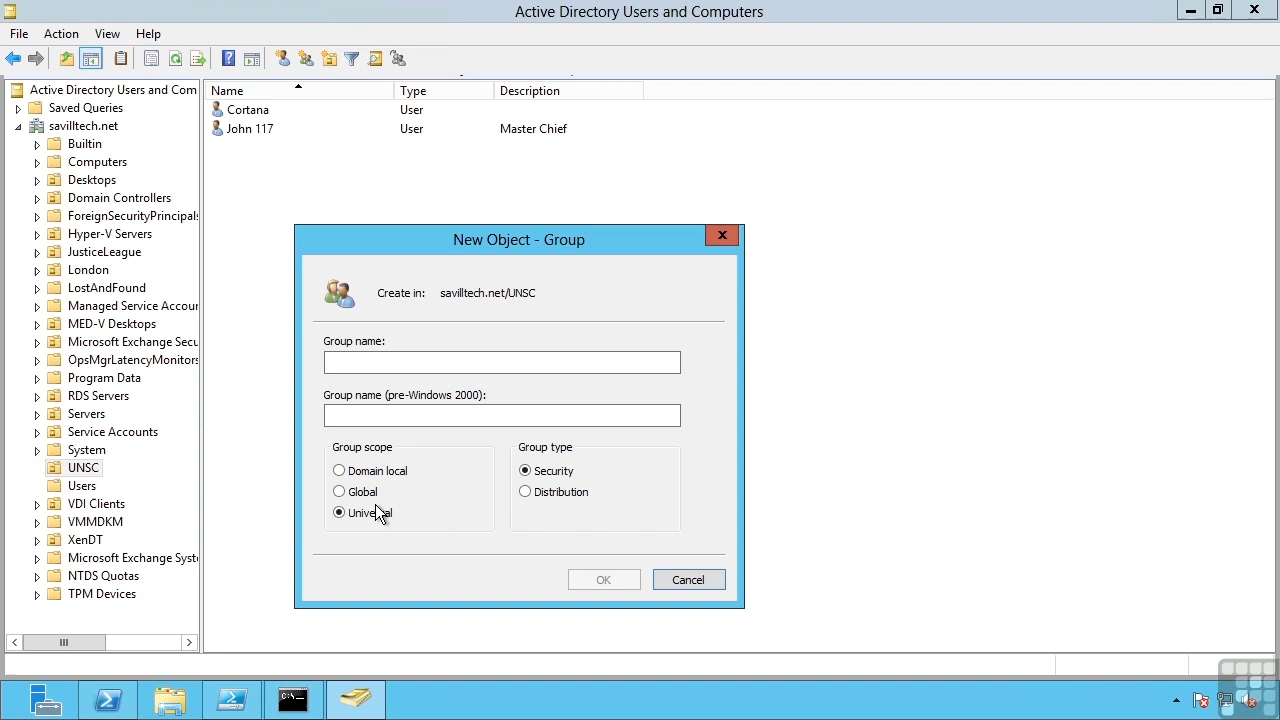 Active Directory Users and Computers
File Action View Help
Active Directory Users and Com
Saved Queries
savilltech.net
Builtin
Computers
Desktops
Domain Controllers
ForeignSecurityPrincipals
Hyper-V Servers
JusticeLeague
London
LostAndFound
Managed Service Accoun
MED-V Desktops
Microsoft Exchange Secu
OpsMgrLatencyMonitors
Program Data
RDS Servers
Servers
Service Accounts
System
UNSC
Users
VDI Clients
VMMDKM
XenDT
Microsoft Exchange Syste
NTDS Quotas
TPM Devices
Name Type Description
Cortana User
John 117 User Master Chief
New Object - Group
Create in: savilltech.net/UNSC
Group name:
Group name (pre-Windows 2000):
Group scope
Domain local
Global
Universal
Group type
Security
Distribution
OK Cancel